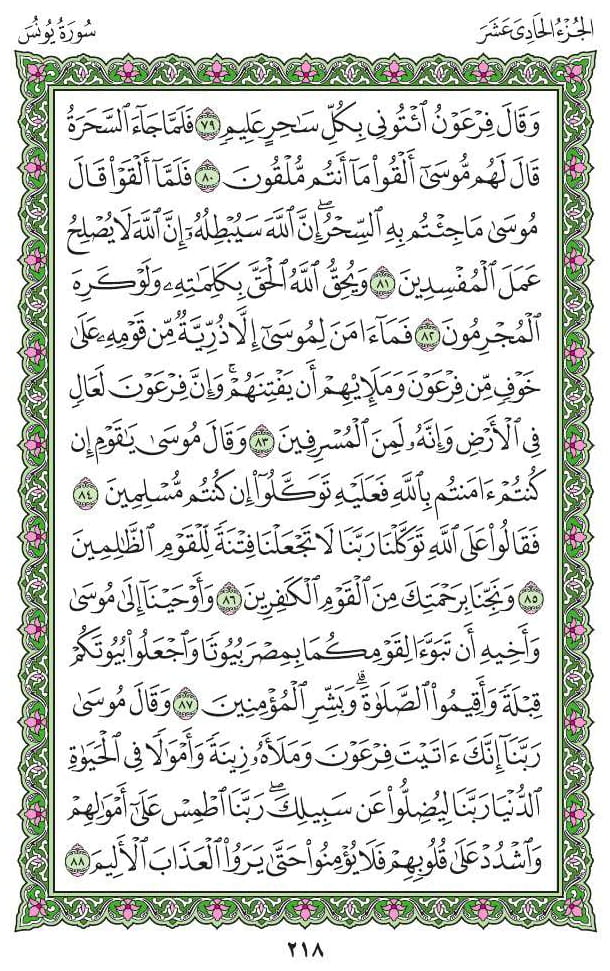 الجُزْءُ الحَادِى عَشَرَ
سُورَةُ يُونُسَ
وَقَالَ فِرْعَوْنُ ٱئْتُونِى بِكُلِّ سَٰحِرٍ عَلِيمٍ ٧٩ فَلَمَّا جَآءَ ٱلسَّحَرَةُ
قَالَ لَهُم مُّوسَىٰٓ أَلْقُوا۟ مَآ أَنتُم مُّلْقُونَ ٨٠ فَلَمَّآ أَلْقَوْا۟ قَالَ
مُوسَىٰ مَا جِئْتُم بِهِ ٱلسِّحْرُ ۖ إِنَّ ٱللَّهَ سَيُبْطِلُهُۥٓ إِنَّ ٱللَّهَ لَا يُصْلِحُ
عَمَلَ ٱلْمُفْسِدِينَ ٨١ وَيُحِقُّ ٱللَّهُ ٱلْحَقَّ بِكَلِمَٰتِهِۦ وَلَوْ كَرِهَ
ٱلْمُجْرِمُونَ ٨٢ فَمَآ ءَامَنَ لِمُوسَىٰٓ إِلَّا ذُرِّيَّةٌ مِّن قَوْمِهِۦ عَلَىٰ
خَوْفٍ مِّن فِرْعَوْنَ وَمَلَإِي۟هِمْ أَن يَفْتِنَهُمْ ۚ وَإِنَّ فِرْعَوْنَ لَعَالٍ
فِى ٱلْأَرْضِ وَإِنَّهُۥ لَمِنَ ٱلْمُسْرِفِينَ ٨٣ وَقَالَ مُوسَىٰ يَٰقَوْمِ إِن
كُنتُمْ ءَامَنتُم بِٱللَّهِ فَعَلَيْهِ تَوَكَّلُوٓا۟ إِن كُنتُم مُّسْلِمِينَ ٨٤
فَقَالُوا۟ عَلَى ٱللَّهِ تَوَكَّلْنَا رَبَّنَا لَا تَجْعَلْنَا فِتْنَةً لِّلْقَوْمِ ٱلظَّٰلِمِينَ
٨٥ وَنَجِّنَا بِرَحْمَتِكَ مِنَ ٱلْقَوْمِ ٱلْكَٰفِرِينَ ٨٦ وَأَوْحَيْنَآ إِلَىٰ مُوسَىٰ
وَأَخِيهِ أَن تَبَوَّءَا لِقَوْمِكُمَا بِمِصْرَ بُيُوتًا وَٱجْعَلُوا۟ بُيُوتَكُمْ
قِبْلَةً وَأَقِيمُوا۟ ٱلصَّلَوٰةَ ۗ وَبَشِّرِ ٱلْمُؤْمِنِينَ ٨٧ وَقَالَ مُوسَىٰ
رَبَّنَآ إِنَّكَ ءَاتَيْتَ فِرْعَوْنَ وَمَلَأَهُۥ زِينَةً وَأَمْوَٰلًا فِى ٱلْحَيَوٰةِ
ٱلدُّنْيَا رَبَّنَا لِيُضِلُّوا۟ عَن سَبِيلِكَ ۖ رَبَّنَا ٱطْمِسْ عَلَىٰٓ أَمْوَٰلِهِمْ
وَٱشْدُدْ عَلَىٰ قُلُوبِهِمْ فَلَا يُؤْمِنُوا۟ حَتَّىٰ يَرَوُا۟ ٱلْعَذَابَ ٱلْأَلِيمَ ٨٨
٢١٨